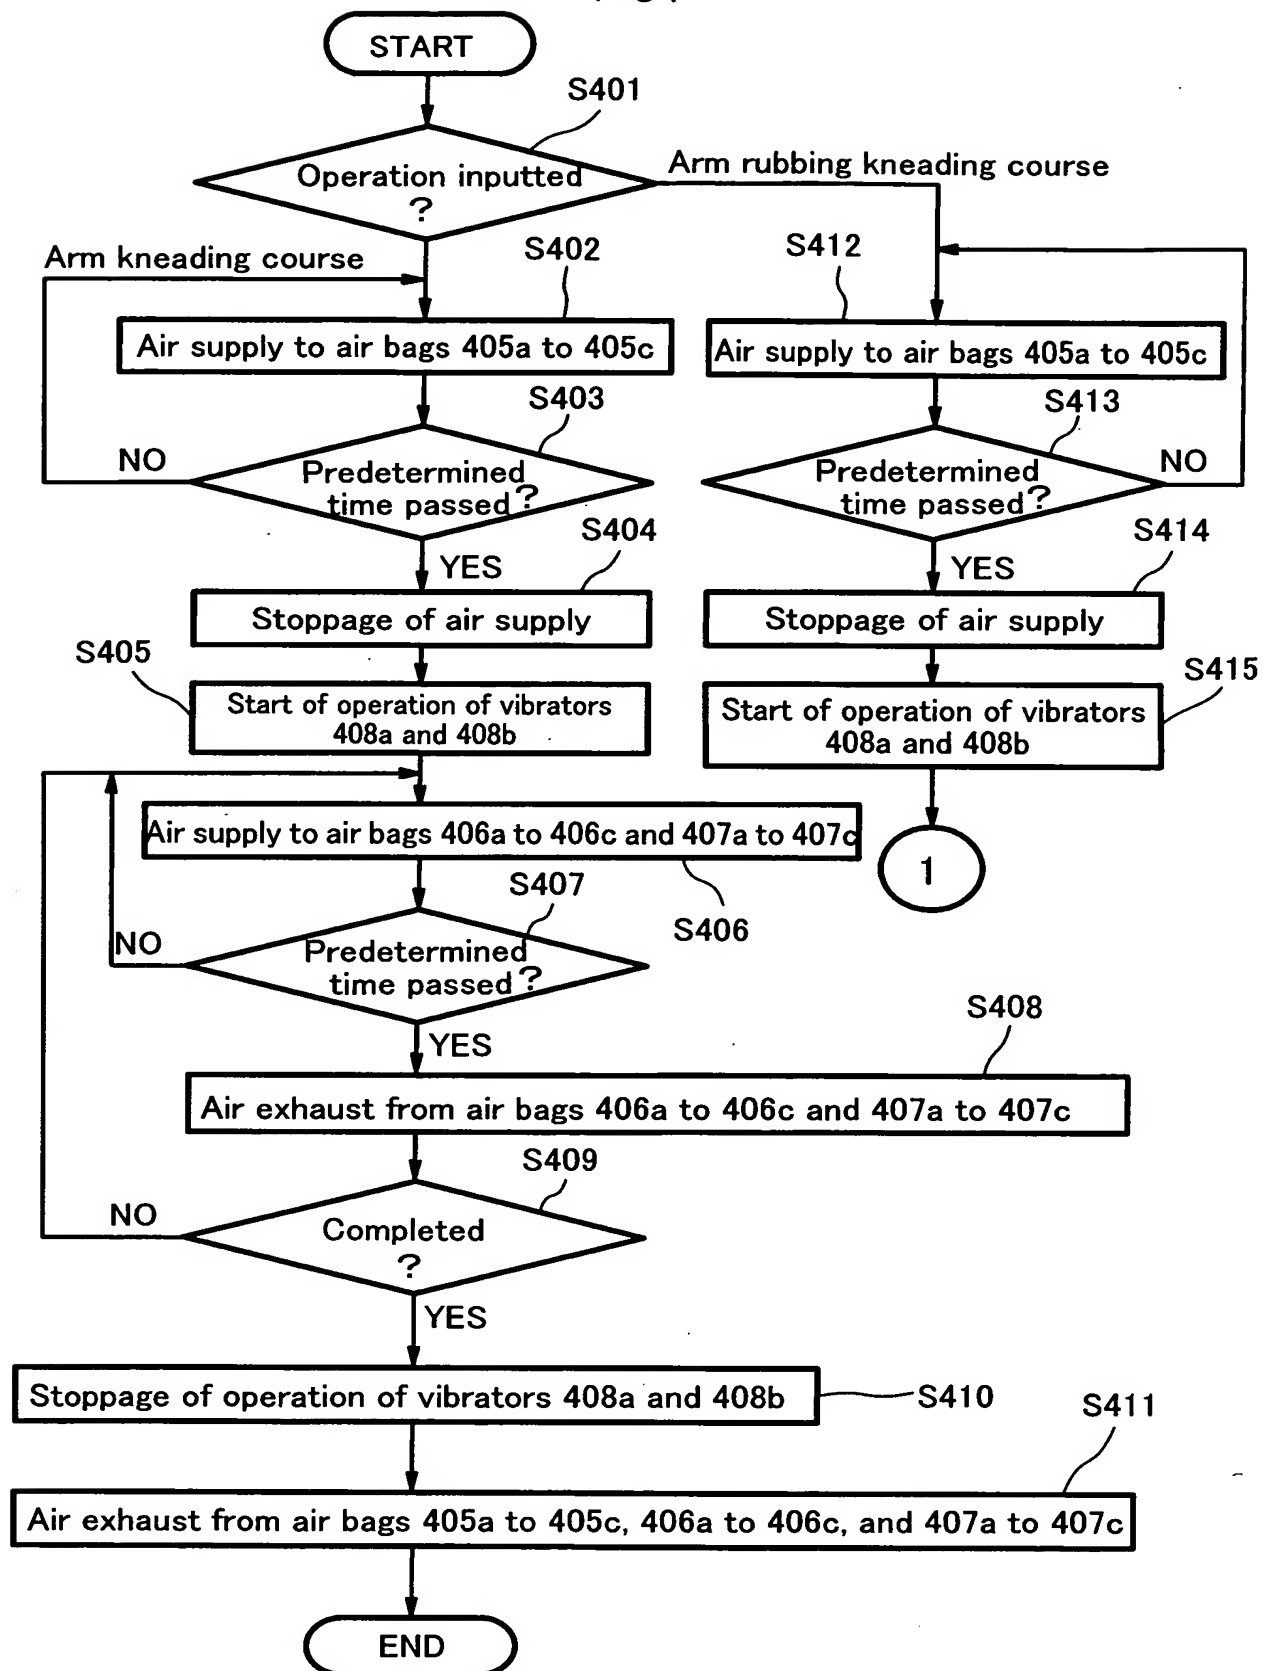 START
S401
Operation inputted
?
Arm rubbing kneading course
Arm kneading course
S402
S412
Air supply to air bags 405a to 405c
Air supply to air bags 405a to 405c
S403
S413
NO
Predetermined
time passed?
Predetermined
time passed?
NO
S404
S414
YES
YES
Stoppage of air supply
Stoppage of air supply
S405
S415
Start of operation of vibrators
408a and 408b
Start of operation of vibrators
408a and 408b
Air supply to air bags 406a to 406c and 407a to 407c
1
S407
S406
NO
Predetermined
time passed?
S408
YES
Air exhaust from air bags 406a to 406c and 407a to 407c
S409
NO
Completed
?
YES
Stoppage of operation of vibrators 408a and 408b
S410
S411
Air exhaust from air bags 405a to 405c, 406a to 406c, and 407a to 407c
END